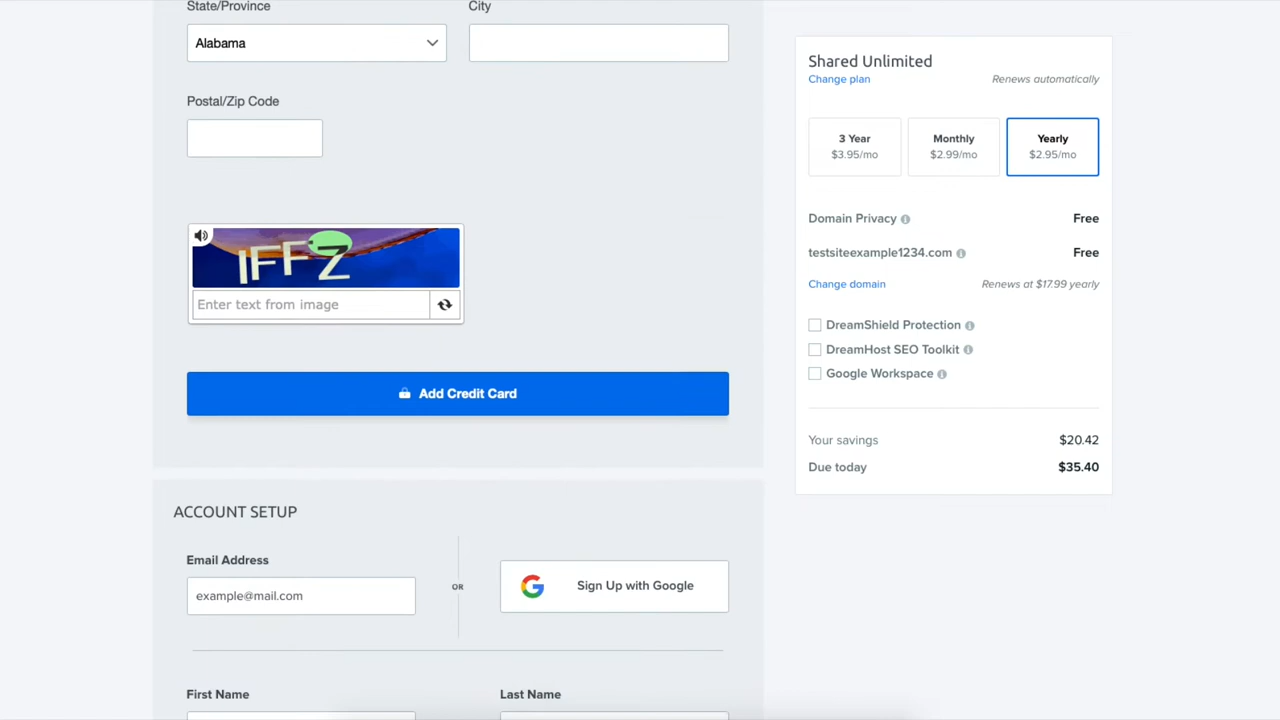 State/Province
City
Alabama
Postal/Zip Code
IFFZ
Enter text from image
Add Credit Card
ACCOUNT SETUP
Email Address
example@mail.com
OR
Sign Up with Google
First Name
Last Name
Shared Unlimited
Change plan
Renews automatically
3 Year
$3.95/mo
Monthly
$2.99/mo
Yearly
$2.95/mo
Domain Privacy
Free
testsiteexample1234.com
Free
Change domain
Renews at $17.99 yearly
DreamShield Protection
DreamHost SEO Toolkit
Google Workspace
Your savings
$20.42
Due today
$35.40